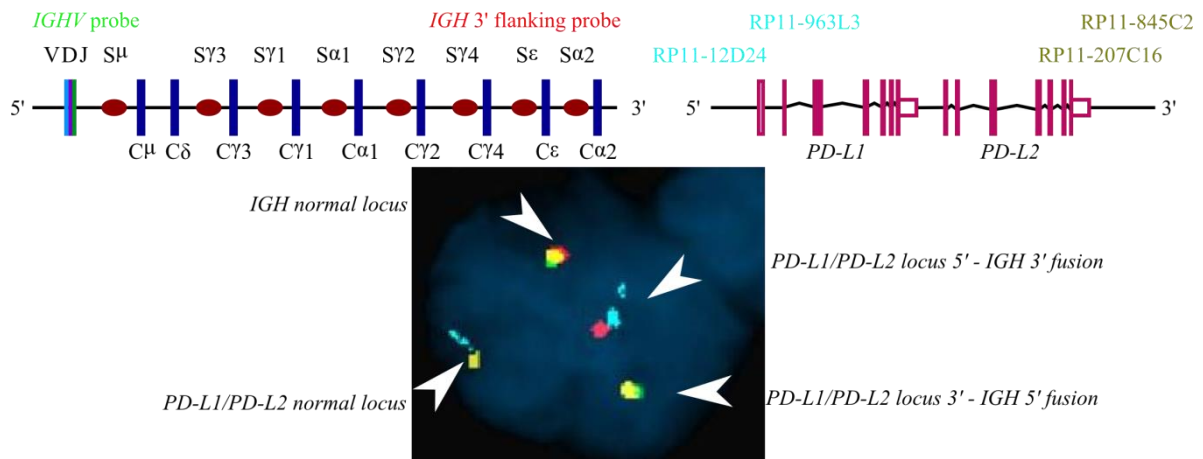 IGHV probe IGH 3' flanking probe RP11-963L3 RP11-845C2
VDJ Sμ Sγ3 Sγ1 Sα1 Sγ2 Sγ4 Sε Sα2 RP11-12D24 RP11-207C16
5' 3' 5' 3'
Cμ Cδ Cγ3 Cγ1 Cα1 Cγ2 Cγ4 Cε Cα2 PD-L1 PD-L2
IGH normal locus
PD-L1/PD-L2 locus 5' - IGH 3' fusion
PD-L1/PD-L2 normal locus
PD-L1/PD-L2 locus 3' - IGH 5' fusion